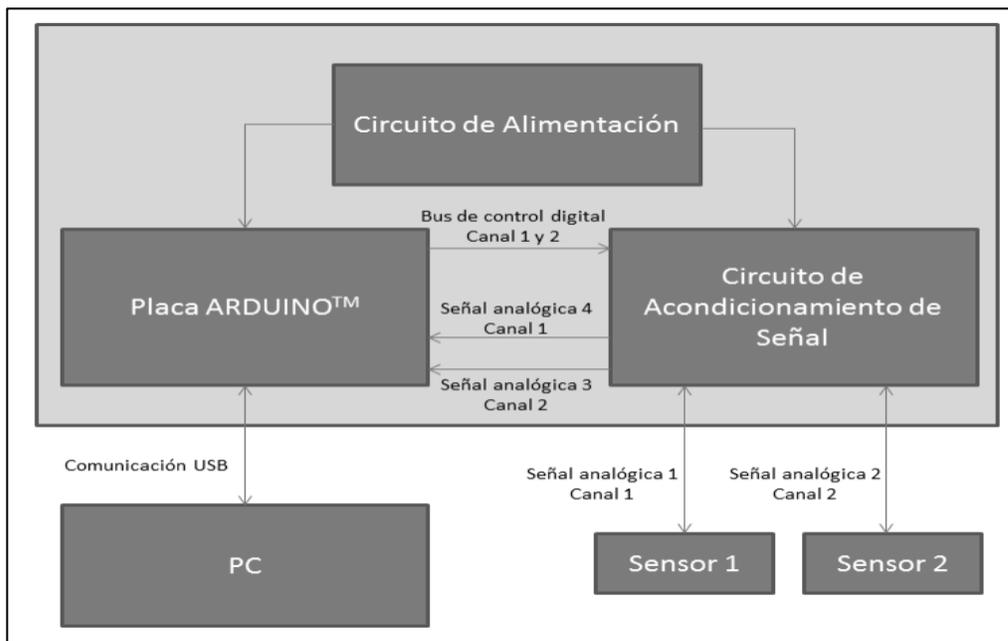 Circuito de Alimentación
Bus de control digital
Canal 1 y 2
Placa ARDUINO™
Circuito de
Acondicionamiento de
Señal
Señal analógica 4
Canal 1
Señal analógica 3
Canal 2
Comunicación USB
Señal analógica 1
Canal 1
Señal analógica 2
Canal 2
PC
Sensor 1
Sensor 2